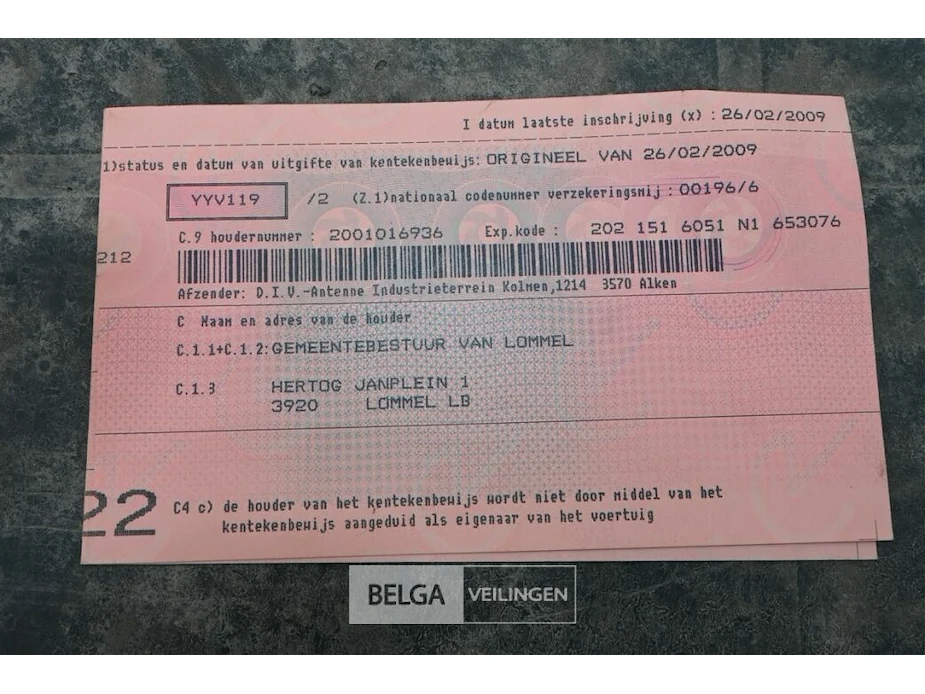 I datum laatste inschrijving (x) : 26/02/2009
1)status en datum van uitgifte van kentekenbewijs: ORIGINEEL VAN 26/02/2009
YYV119 /2 (Z.1)nationaal codenummer verzekeringsmij : 00196/6
C.9 houdernummer : 2001016936 Exp.kode : 202 151 6051 N1 653076
212
Afzender: D.I.V.-Antenne Industrieterrein Kolmen,1214 3570 Alken
C Naam en adres van de houder
C.1.1+C.1.2: GEMEENTEBESTUUR VAN LOMMEL
C.1.3 HERTOG JANPLEIN 1
3920 LOMMEL LB
22
C4 c) de houder van het kentekenbewijs wordt niet door middel van het
kentekenbewijs aangeduid als eigenaar van het voertuig
BELGA VEILINGEN